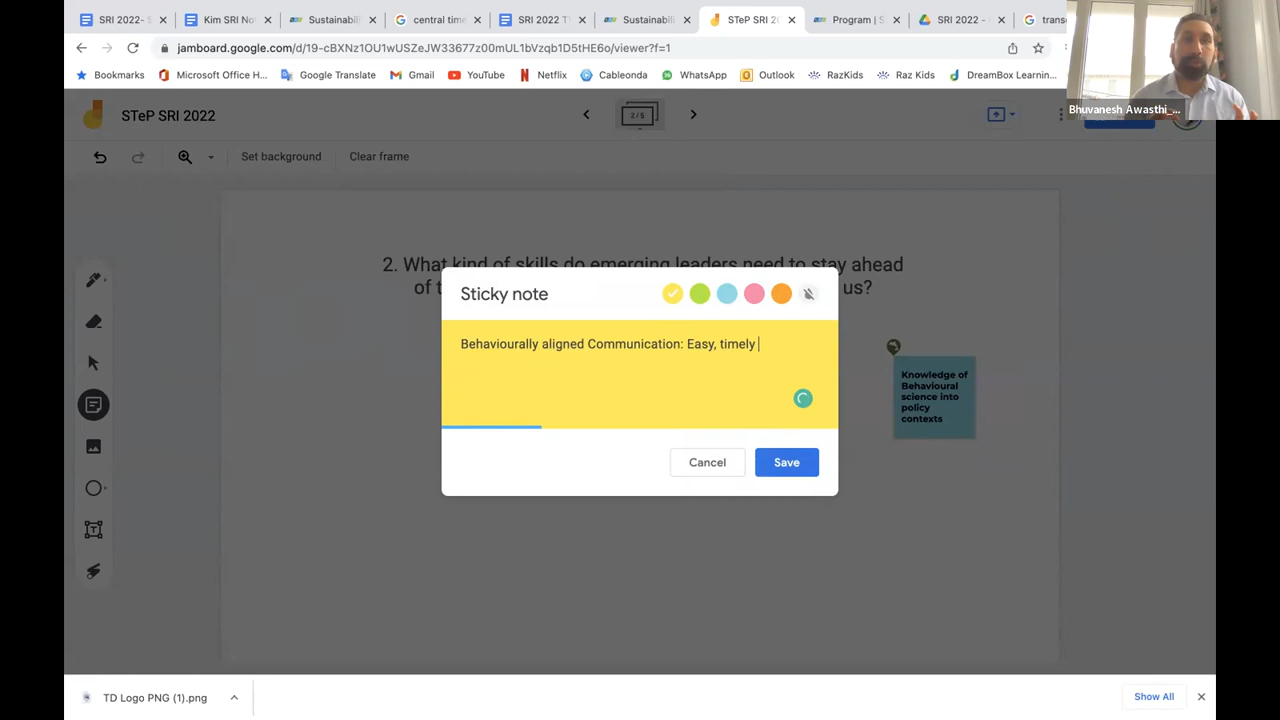 SRI 2022-
Kim SRI No
Sustainabil
central time
SRI 2022 T
Sustainabili
STeP SRI 20
Program | S
SRI 2022 -
trans
jamboard.google.com/d/19-cBXNz1OU1wUSZeJW33677z00mUL1bVzqb1D5tHE6o/viewer?f=1
Bookmarks
Microsoft Office H...
Google Translate
Gmail
YouTube
Netflix
Cableonda
WhatsApp
Outlook
RazKids
Raz Kids
DreamBox Learnin...
Bhuvanesh Awasthi_...
STeP SRI 2022
2/5
Set background
Clear frame
2. What kind of skills do emerging leaders need to stay ahead
of t
us?
Sticky note
Behaviourally aligned Communication: Easy, timely
Cancel
Save
Knowledge of
Behavioural
science into
policy
contexts
TD Logo PNG (1).png
Show All